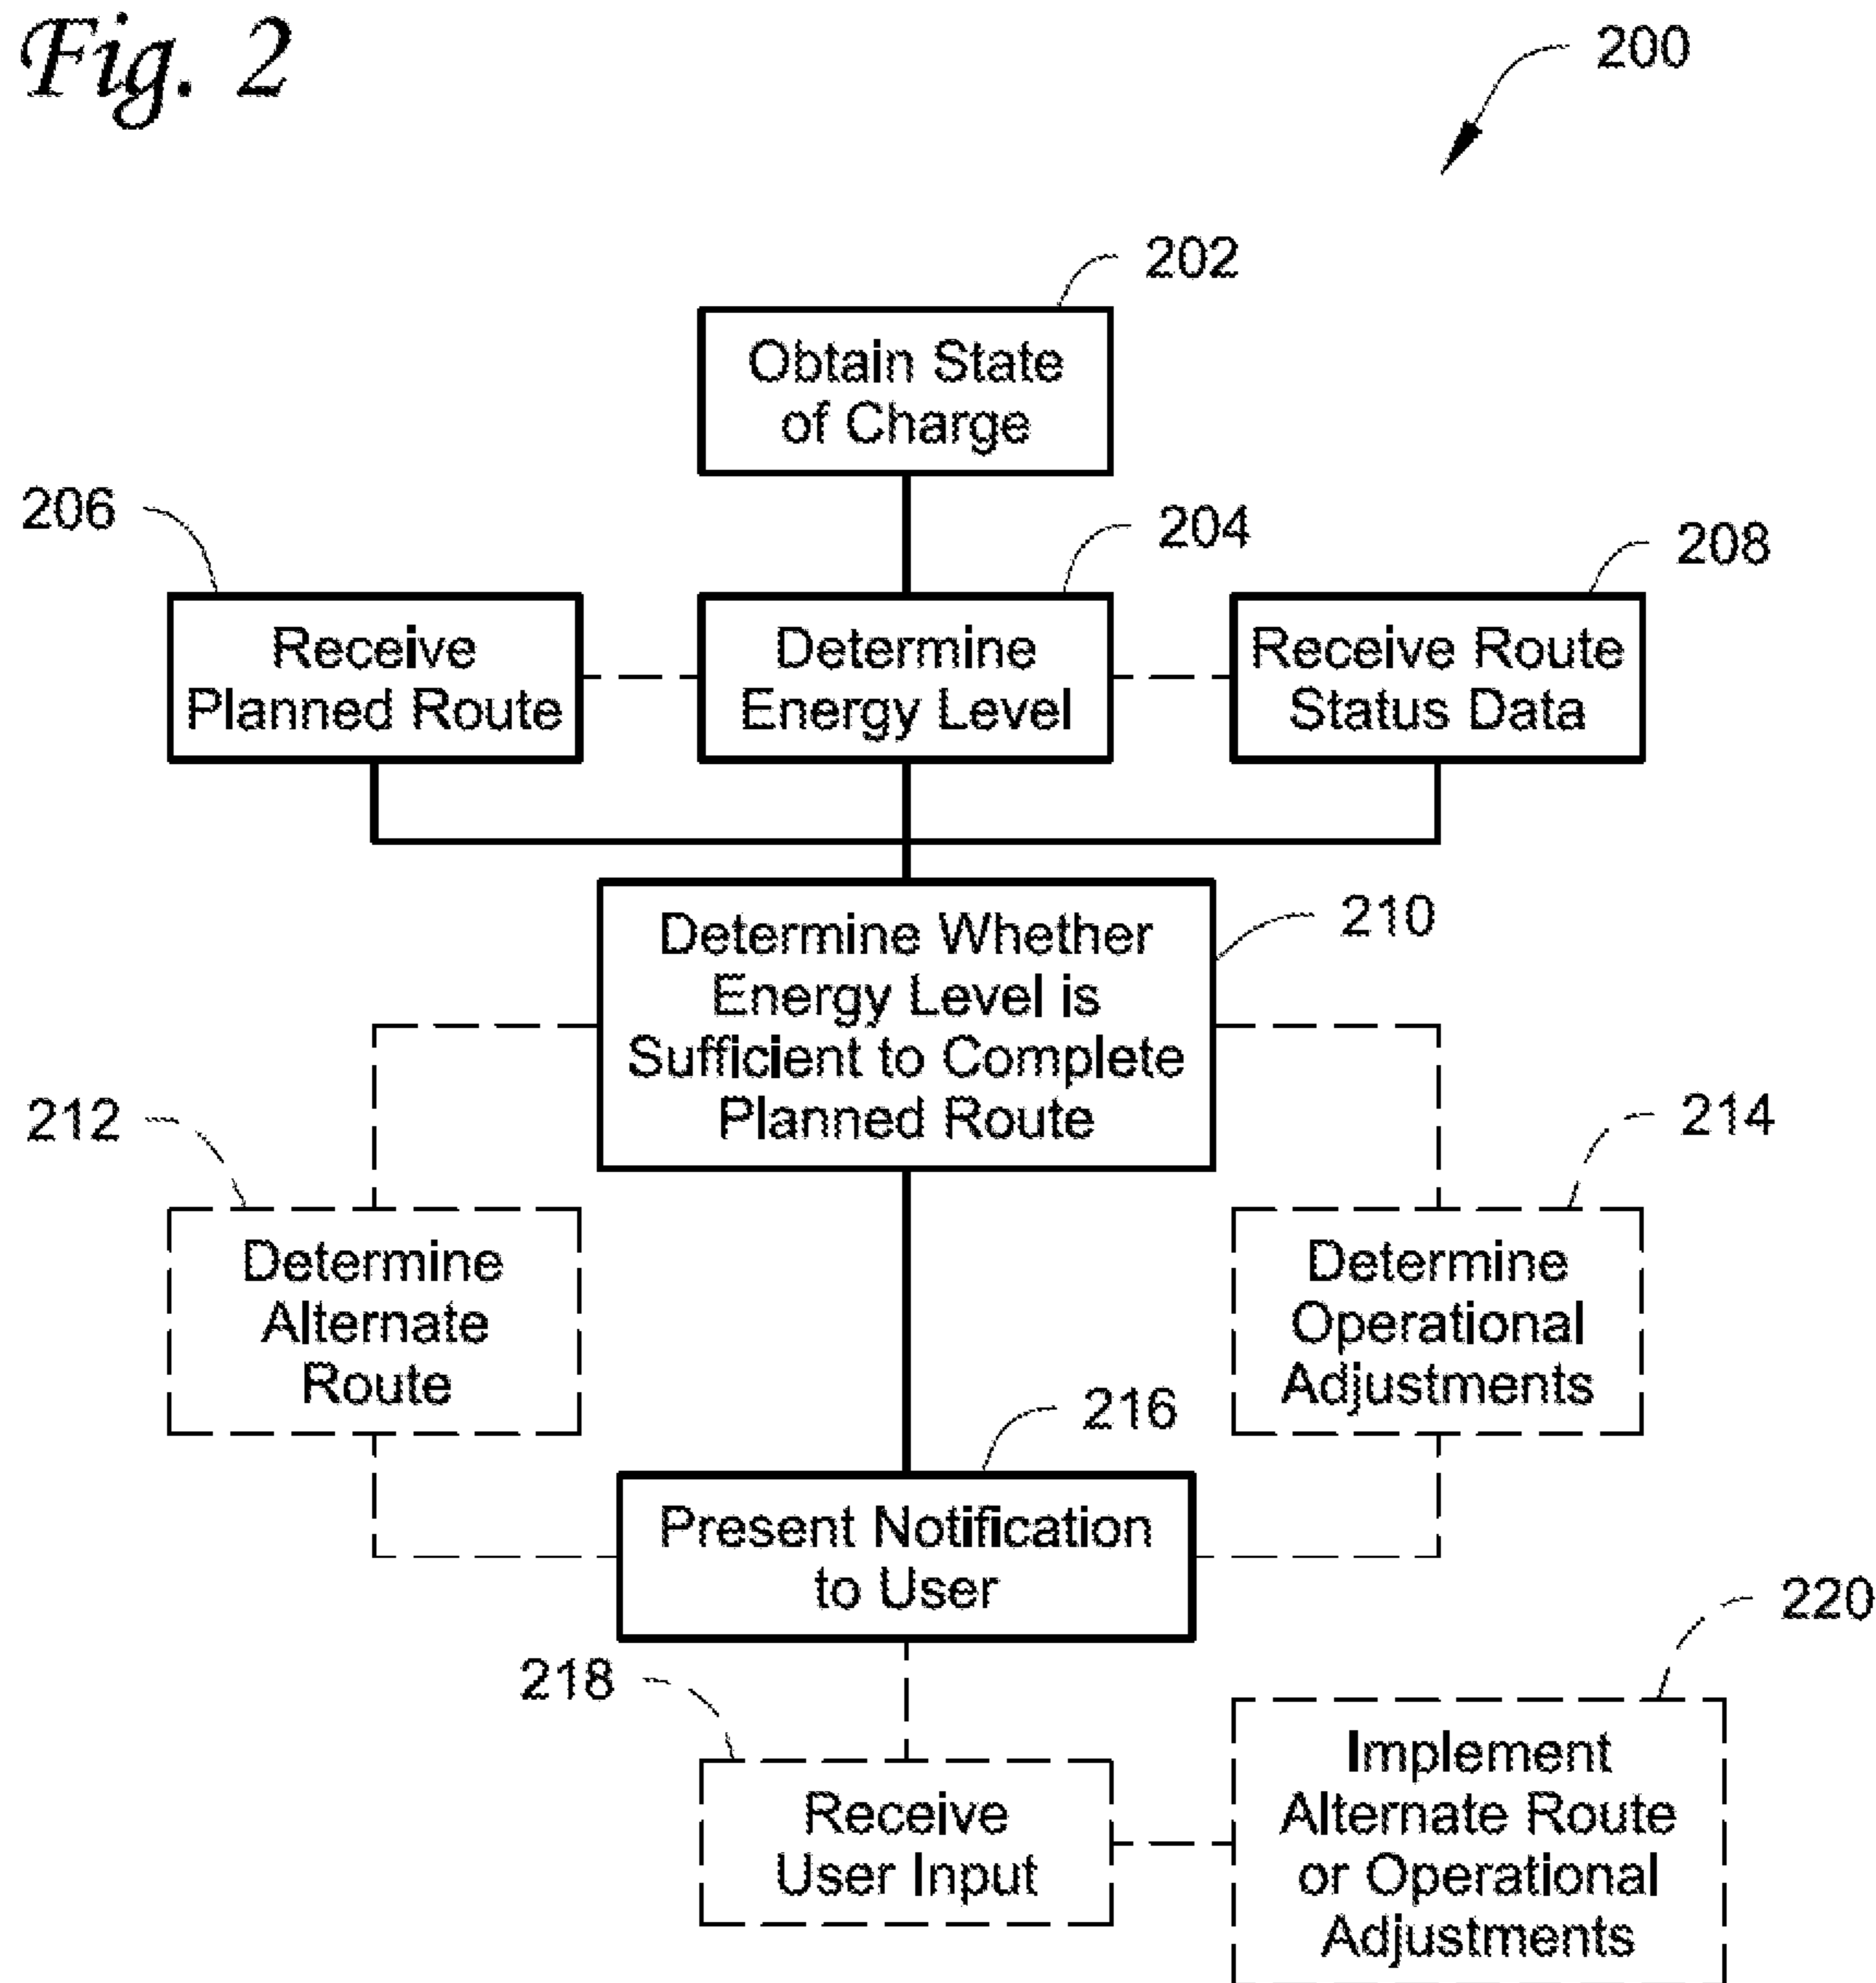 Fig. 2
200
202
Obtain State
of Charge
206
204
208
Receive
Planned Route
Determine
Energy Level
Receive Route
Status Data
210
Determine Whether
Energy Level is
Sufficient to Complete
Planned Route
212
214
Determine
Alternate
Route
Determine
Operational
Adjustments
216
Present Notification
to User
218
220
Receive
User Input
Implement
Alternate Route
or Operational
Adjustments